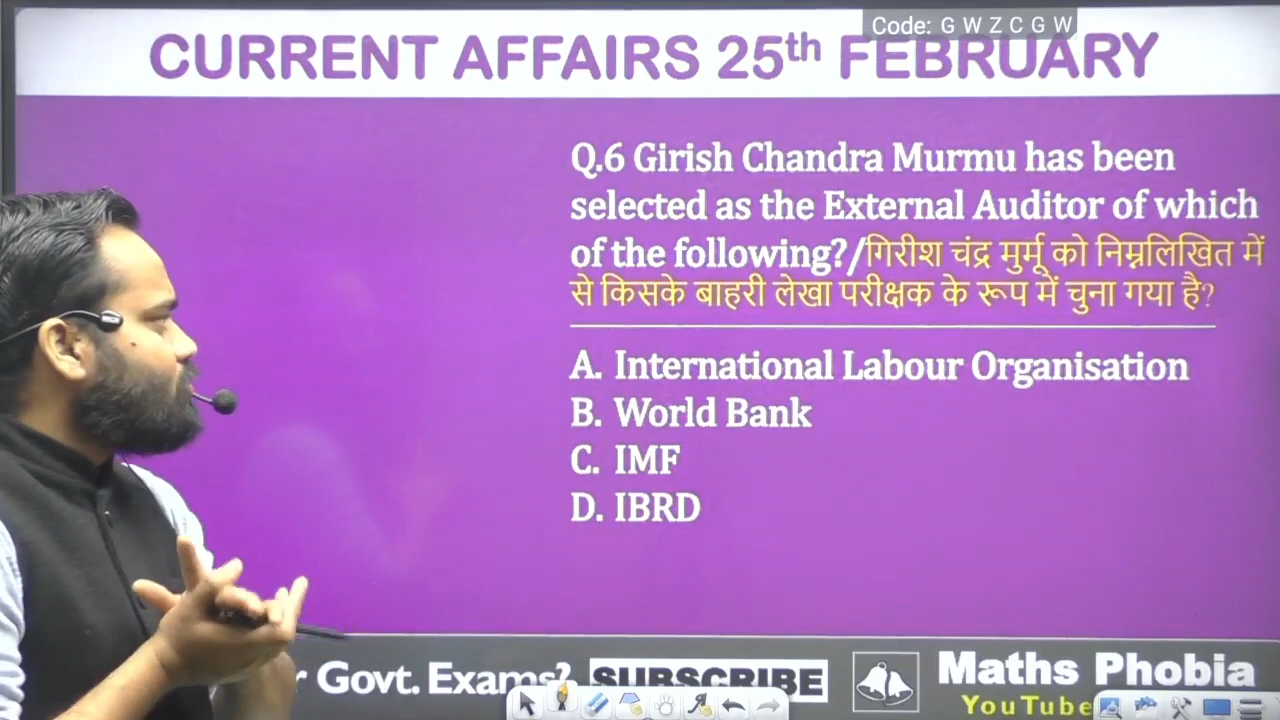 Code: G W Z C G W
CURRENT AFFAIRS 25th FEBRUARY
Q.6 Girish Chandra Murmu has been
selected as the External Auditor of which
of the following?/गिरीश चंद्र मुर्मू को निम्नलिखित में
से किसके बाहरी लेखा परीक्षक के रूप में चुना गया है?
A. International Labour Organisation
B. World Bank
C. IMF
D. IBRD
r Govt. Exams? SUBSCRIBE
Maths Phobia
YouTube